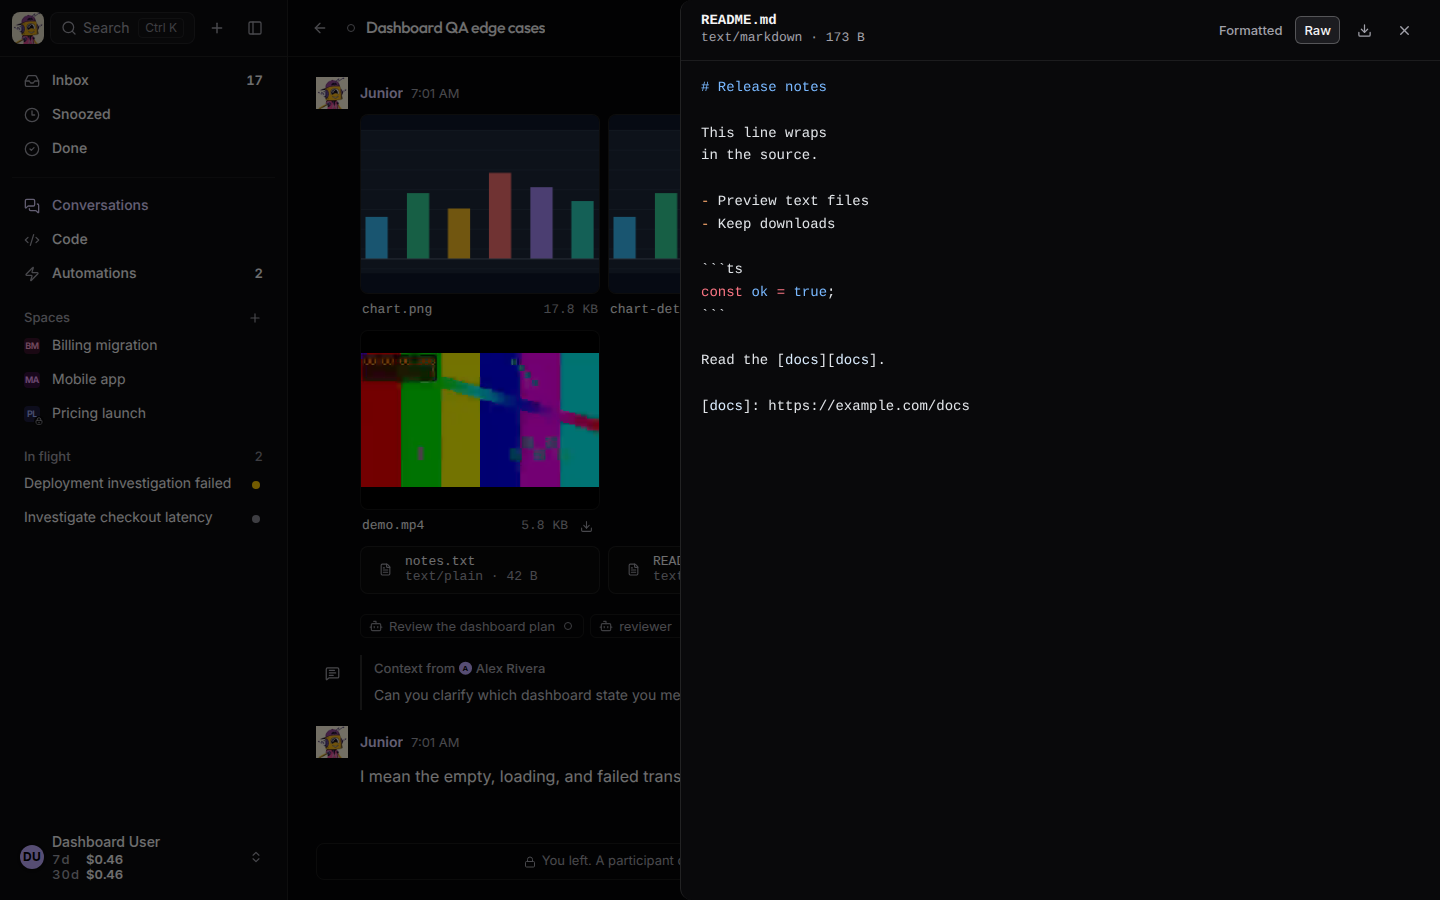 Search Ctrl K
Inbox 17
Snoozed
Done
Conversations
Code
Automations 2
Spaces
BM Billing migration
MA Mobile app
PL Pricing launch
In flight 2
Deployment investigation failed
Investigate checkout latency
DU Dashboard User
7d $0.46
30d $0.46
Dashboard QA edge cases
Junior 7:01 AM
chart.png 17.8 KB
chart-det
demo.mp4 5.8 KB
notes.txt
text/plain · 42 B
READ
text
Review the dashboard plan
reviewer
Context from A Alex Rivera
Can you clarify which dashboard state you me
Junior 7:01 AM
I mean the empty, loading, and failed trans
You left. A participant
README.md
text/markdown · 173 B
Formatted Raw
# Release notes
This line wraps
in the source.
- Preview text files
- Keep downloads
```ts
const ok = true;
```
Read the [docs][docs].
[docs]: https://example.com/docs